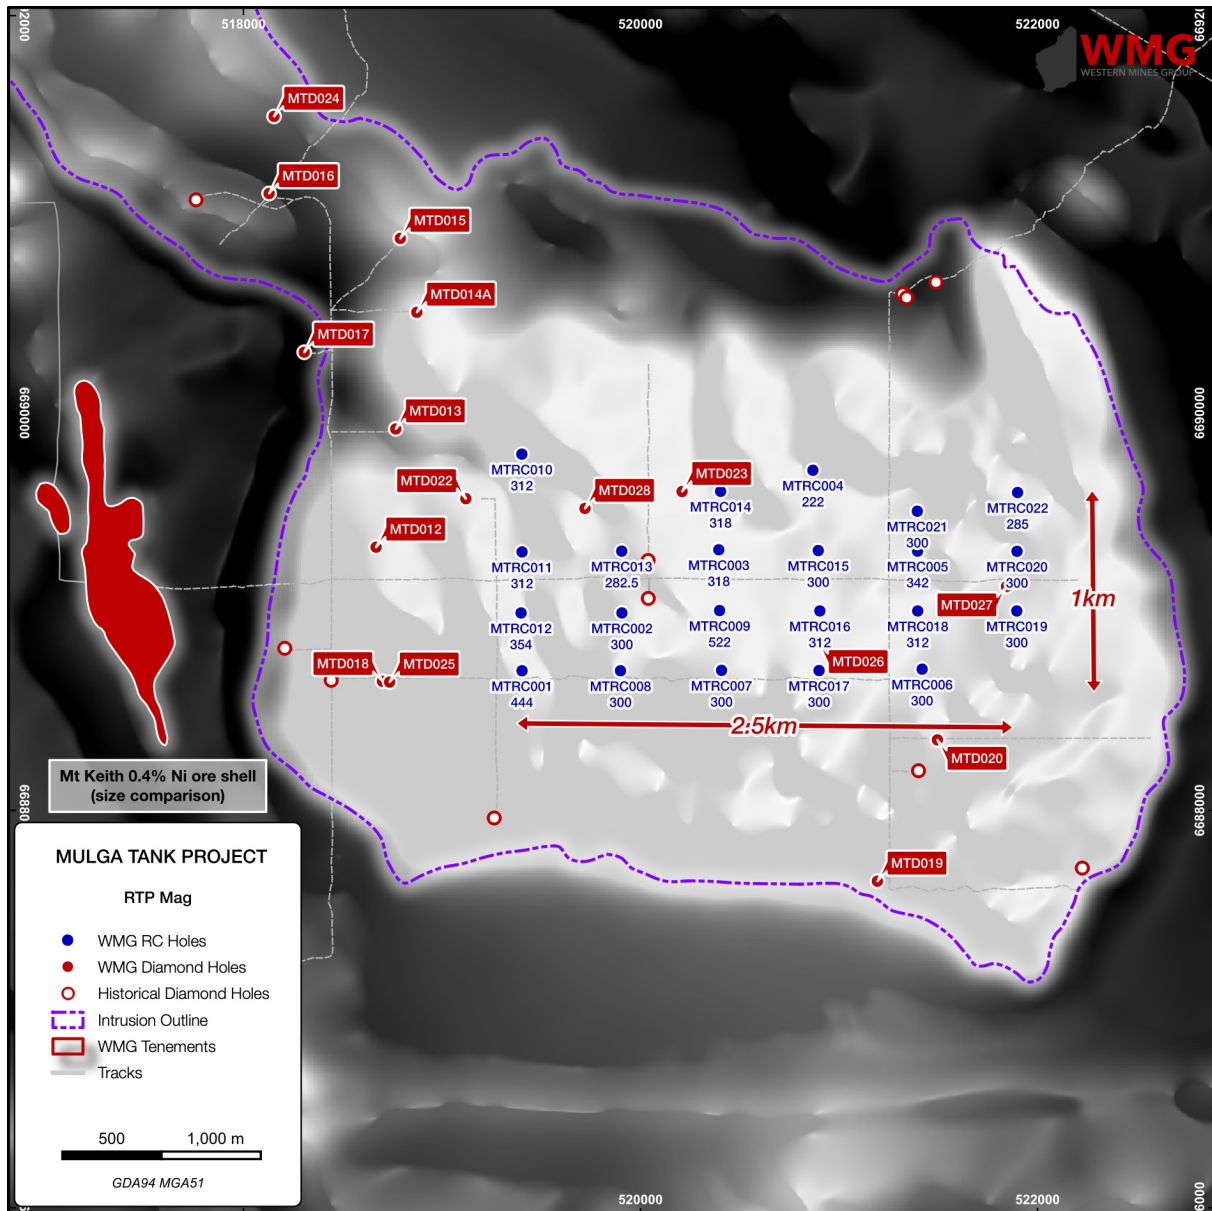 518000
520000
522000
6692
2000
WMG
WESTERN MINES GROUP
MTD024
MTD016
MTD015
MTD014A
MTD017
MTD013
6690000
6690000
MTD022
MTRC010
312
MTD028
MTD023
MTRC014
318
MTRC004
222
MTRC021
300
MTRC022
285
MTD012
MTRC011
312
MTRC013
282.5
MTRC003
318
MTRC015
300
MTRC005
342
MTRC020
300
MTD027
1km
MTRC012
354
MTRC002
300
MTRC009
522
MTRC016
312
MTRC018
312
MTRC019
300
MTD018
MTD025
MTD026
MTRC001
444
MTRC008
300
MTRC007
300
MTRC017
300
MTRC006
300
2.5km
MTD020
Mt Keith 0.4% Ni ore shell
(size comparison)
66880
6688000
MTD019
MULGA TANK PROJECT
RTP Mag
WMG RC Holes
WMG Diamond Holes
Historical Diamond Holes
Intrusion Outline
WMG Tenements
Tracks
500 1,000 m
GDA94 MGA51
520000
522000
6000